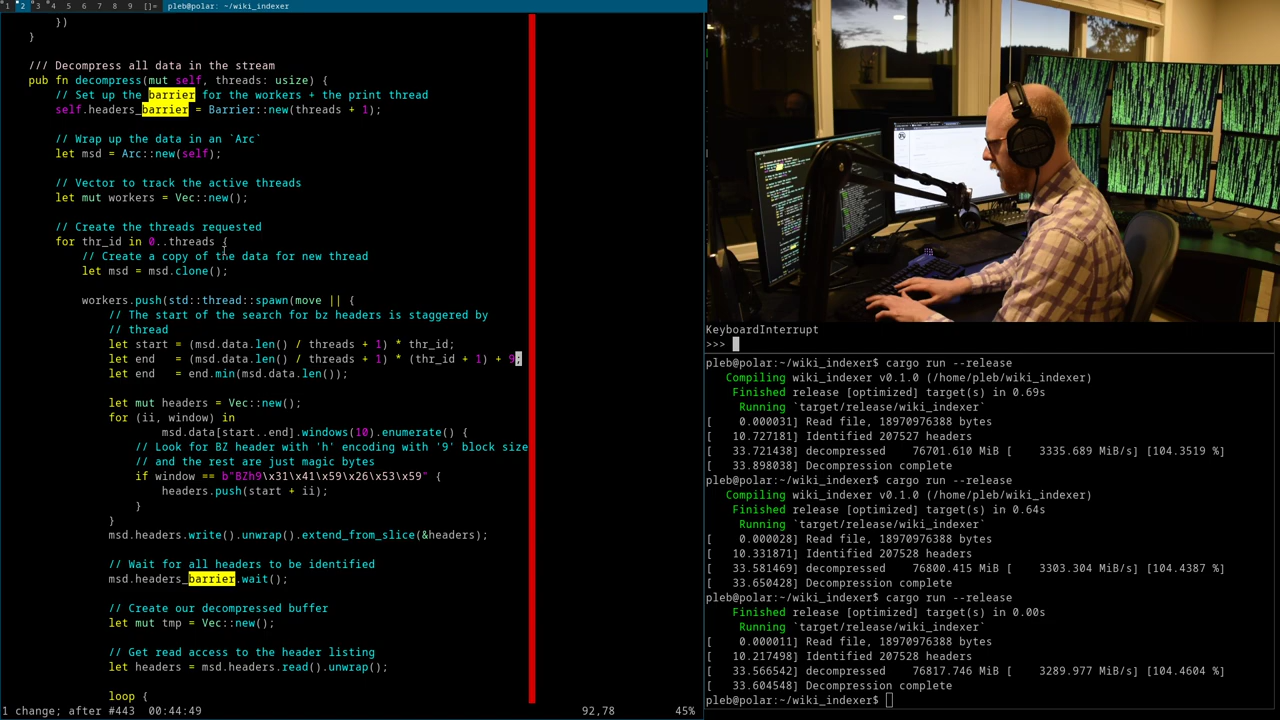 1 2 3 4 5 6 7 8 9 []= pleb@polar: ~/wiki_indexer
})
}
/// Decompress all data in the stream
pub fn decompress(mut self, threads: usize) {
// Set up the barrier for the workers + the print thread
self.headers_barrier = Barrier::new(threads + 1);
// Wrap up the data in an `Arc`
let msd = Arc::new(self);
// Vector to track the active threads
let mut workers = Vec::new();
// Create the threads requested
for thr_id in 0..threads {
// Create a copy of the data for new thread
let msd = msd.clone();
workers.push(std::thread::spawn(move || {
// The start of the search for bz headers is staggered by
// thread
let start = (msd.data.len() / threads + 1) * thr_id;
let end   = (msd.data.len() / threads + 1) * (thr_id + 1) + 9;
let end   = end.min(msd.data.len());
let mut headers = Vec::new();
for (ii, window) in
msd.data[start..end].windows(10).enumerate() {
// Look for BZ header with 'h' encoding with '9' block size
// and the rest are just magic bytes
if window == b"BZh9\x31\x41\x59\x26\x53\x59" {
headers.push(start + ii);
}
}
msd.headers.write().unwrap().extend_from_slice(&headers);
// Wait for all headers to be identified
msd.headers_barrier.wait();
// Create our decompressed buffer
let mut tmp = Vec::new();
// Get read access to the header listing
let headers = msd.headers.read().unwrap();
loop {
1 change; after #443  00:44:49 92,78 45%
KeyboardInterrupt
>>>
pleb@polar:~/wiki_indexer$ cargo run --release
Compiling wiki_indexer v0.1.0 (/home/pleb/wiki_indexer)
Finished release [optimized] target(s) in 0.69s
Running `target/release/wiki_indexer`
[    0.000031] Read file, 18970976388 bytes
[   10.727181] Identified 207527 headers
[   33.721438] decompressed    76701.610 MiB [    3335.689 MiB/s] [104.3519 %]
[   33.898038] Decompression complete
pleb@polar:~/wiki_indexer$ cargo run --release
Compiling wiki_indexer v0.1.0 (/home/pleb/wiki_indexer)
Finished release [optimized] target(s) in 0.64s
Running `target/release/wiki_indexer`
[    0.000028] Read file, 18970976388 bytes
[   10.331871] Identified 207528 headers
[   33.581469] decompressed    76800.415 MiB [    3303.304 MiB/s] [104.4387 %]
[   33.650428] Decompression complete
pleb@polar:~/wiki_indexer$ cargo run --release
Finished release [optimized] target(s) in 0.00s
Running `target/release/wiki_indexer`
[    0.000011] Read file, 18970976388 bytes
[   10.217498] Identified 207528 headers
[   33.566542] decompressed    76817.746 MiB [    3289.977 MiB/s] [104.4604 %]
[   33.604548] Decompression complete
pleb@polar:~/wiki_indexer$